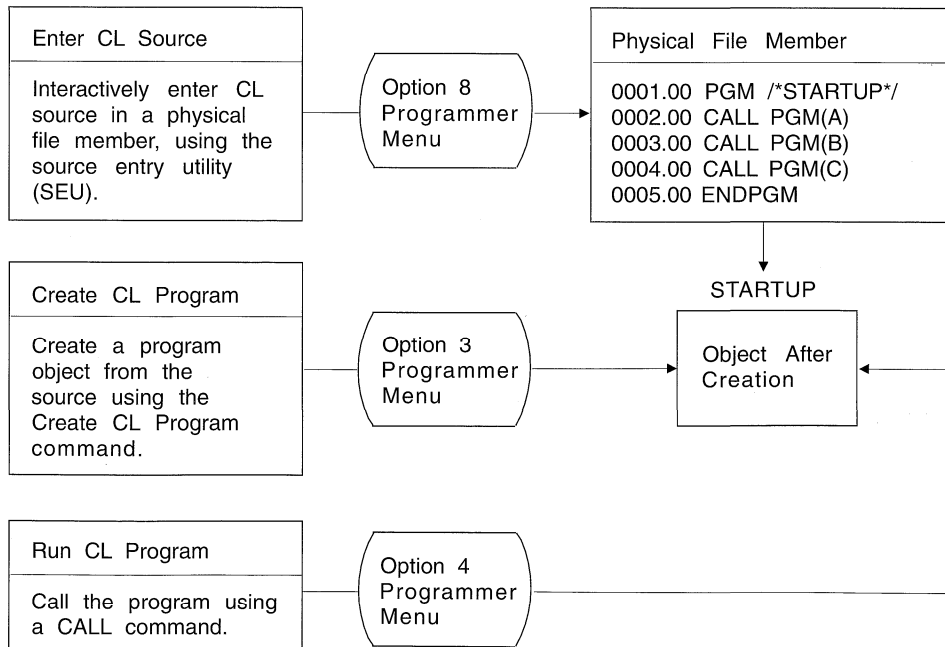 Enter CL Source
Interactively enter CL
source in a physical
file member, using the
source entry utility
(SEU).
Option 8
Programmer
Menu
Physical File Member
0001.00 PGM /*STARTUP*/
0002.00 CALL PGM(A)
0003.00 CALL PGM(B)
0004.00 CALL PGM(C)
0005.00 ENDPGM
Create CL Program
Create a program
object from the
source using the
Create CL Program
command.
Option 3
Programmer
Menu
STARTUP
Object After
Creation
Run CL Program
Call the program using
a CALL command.
Option 4
Programmer
Menu